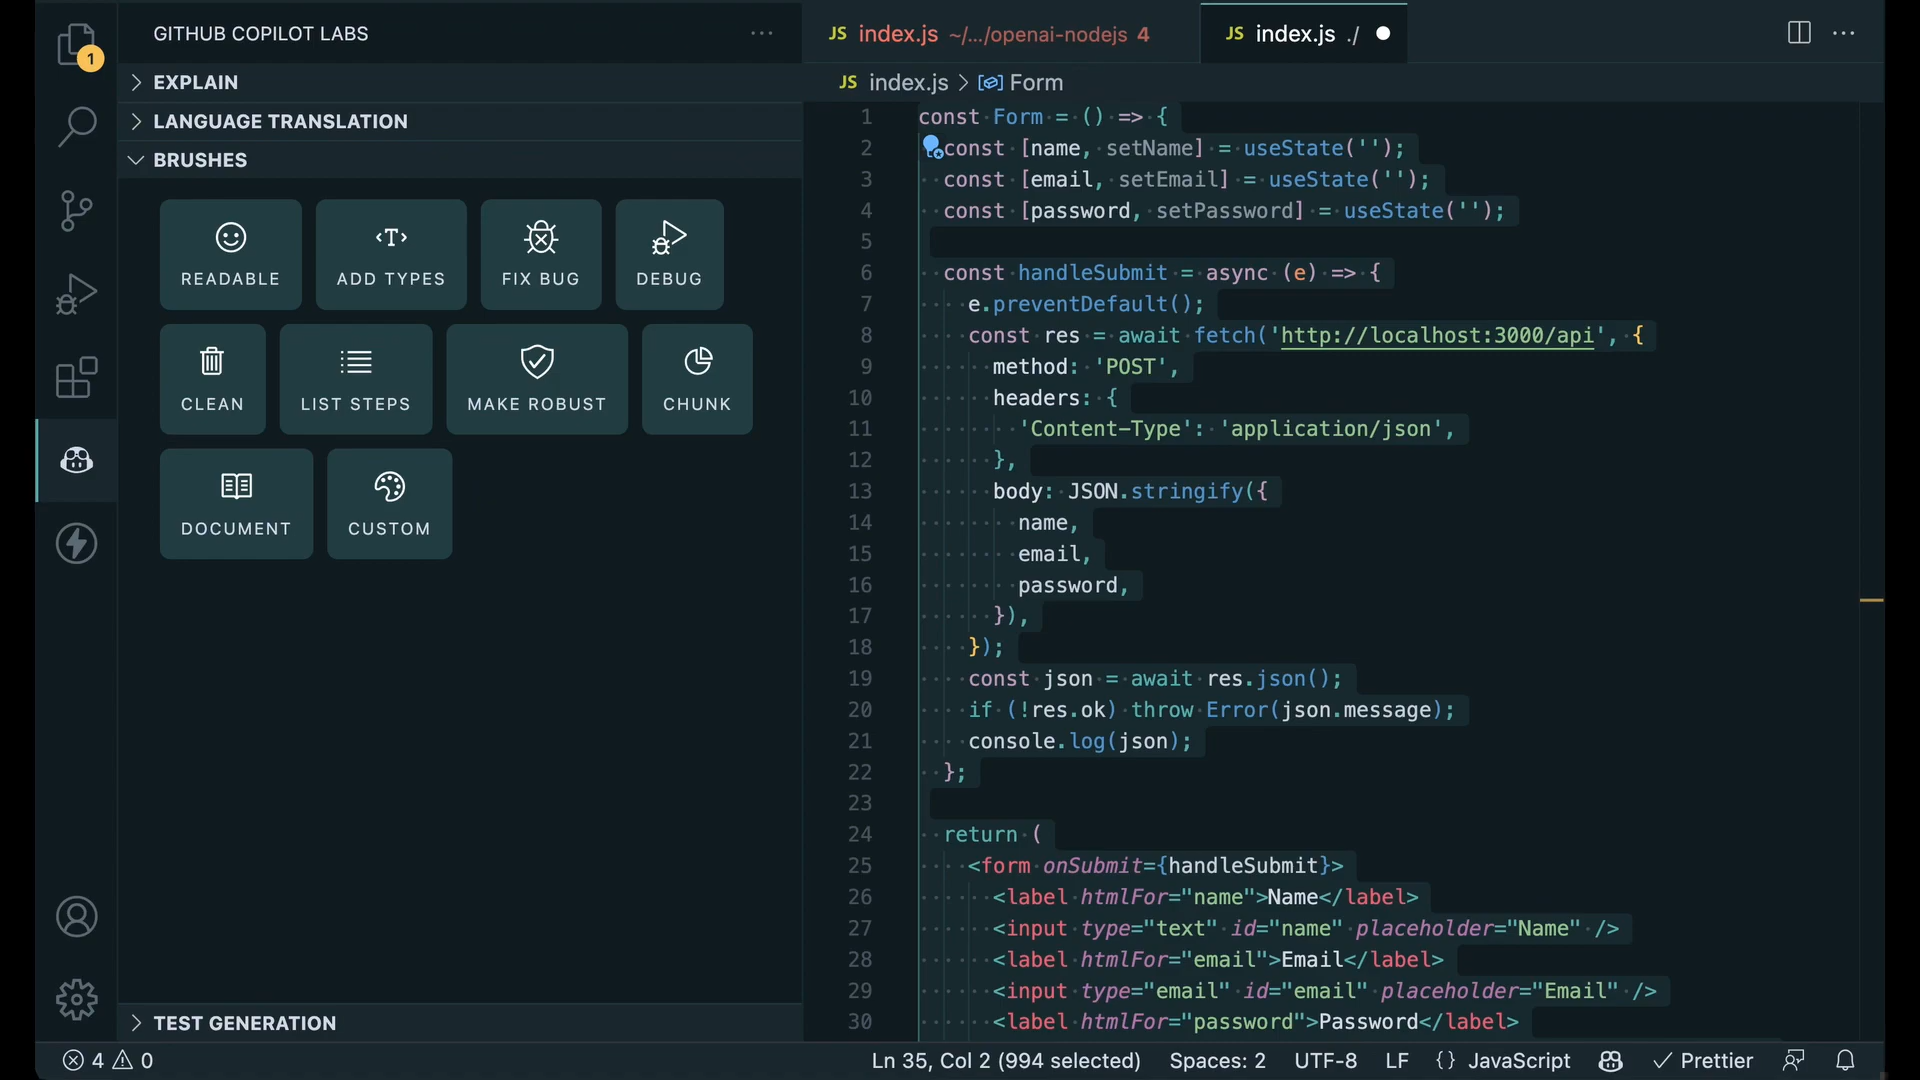 GITHUB COPILOT LABS
1
EXPLAIN
LANGUAGE TRANSLATION
BRUSHES
READABLE
<T> ADD TYPES
FIX BUG
DEBUG
CLEAN
LIST STEPS
MAKE ROBUST
CHUNK
DOCUMENT
CUSTOM
TEST GENERATION
JS index.js ~/.../openai-nodejs 4
JS index.js ./
JS index.js > Form
1 const Form = () => {
2 const [name, setName] = useState('');
3 const [email, setEmail] = useState('');
4 const [password, setPassword] = useState('');
5
6 const handleSubmit = async (e) => {
7 e.preventDefault();
8 const res = await fetch('http://localhost:3000/api', {
9 method: 'POST',
10 headers: {
11 'Content-Type': 'application/json',
12 },
13 body: JSON.stringify({
14 name,
15 email,
16 password,
17 }),
18 });
19 const json = await res.json();
20 if (!res.ok) throw Error(json.message);
21 console.log(json);
22 };
23
24 return (
25 <form onSubmit={handleSubmit}>
26 <label htmlFor="name">Name</label>
27 <input type="text" id="name" placeholder="Name" />
28 <label htmlFor="email">Email</label>
29 <input type="email" id="email" placeholder="Email" />
30 <label htmlFor="password">Password</label>
4 0 Ln 35, Col 2 (994 selected) Spaces: 2 UTF-8 LF {} JavaScript Prettier